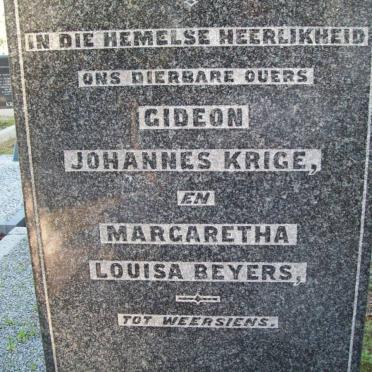 IN DIE HEMELSE HEERLIKHEID
ONS DIERBARE OUERS
GIDEON
JOHANNES KRIGE,
EN
MARGARETHA
LOUISA BEYERS,
TOT WEERSIENS.